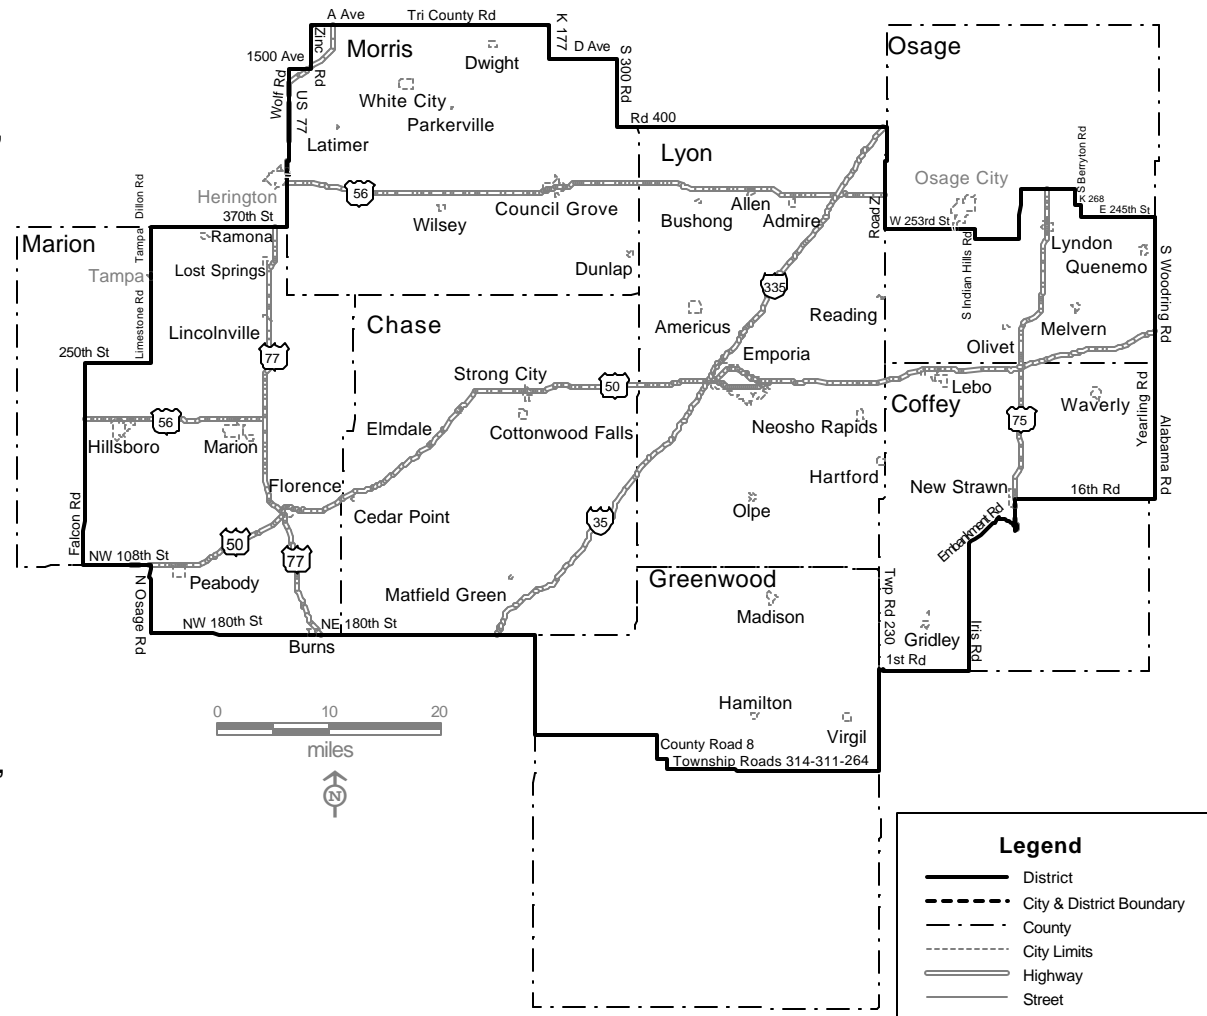 A Ave
Tri County Rd
K 177
D Ave
S 300 Rd
Zinc Rd
1500 Ave
Wolf Rd
US 77
Morris
Dwight
White City
Parkerville
Latimer
Osage
Rd 400
Lyon
Herington
56
Council Grove
Wilsey
Bushong
Allen
Admire
Road Z
Osage City
S Berryton Rd
K 268
E 245th St
W 253rd St
S Indian Hills Rd
Lyndon
Quenemo
S Woodring Rd
Dillon Rd
370th St
Marion
Tampa
Ramona
Tampa
Lost Springs
Dunlap
335
Limestone Rd
Lincolnville
Chase
Americus
Reading
Melvern
Olivet
250th St
77
Emporia
Strong City
50
Lebo
Coffey
Waverly
Yearling Rd
Alabama Rd
56
Hillsboro
Marion
Elmdale
Cottonwood Falls
Neosho Rapids
75
Hartford
Florence
Cedar Point
Olpe
New Strawn
16th Rd
Falcon Rd
35
Embankment Rd
50
77
NW 108th St
Peabody
N Osage Rd
Matfield Green
Greenwood
Madison
Twp Rd 230
Gridley
Iris Rd
NW 180th St
NE 180th St
Burns
1st Rd
Hamilton
Virgil
0 10 20
miles
N
County Road 8
Township Roads 314-311-264
Legend
District
City & District Boundary
County
City Limits
Highway
Street